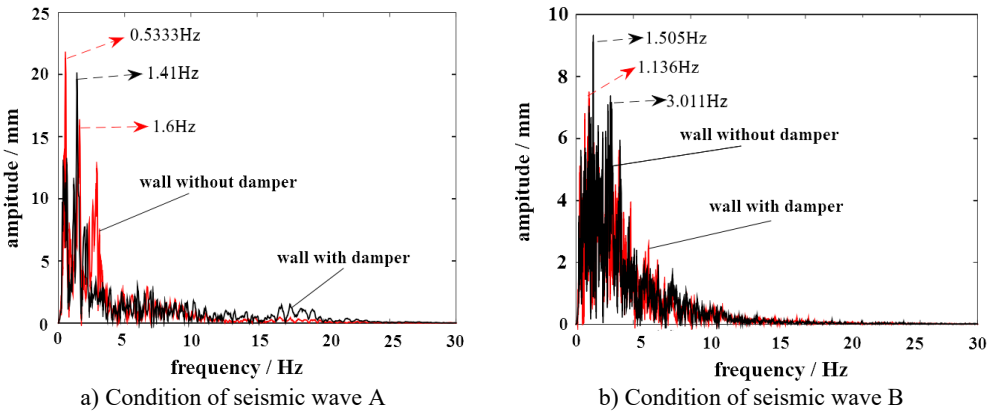 25
20
15
10
5
0
ampitude / mm
0.5333Hz
1.41Hz
1.6Hz
wall without damper
wall with damper
0 5 10 15 20 25 30
frequency / Hz
a) Condition of seismic wave A
10
8
6
4
2
0
ampitude / mm
1.505Hz
1.136Hz
3.011Hz
wall without damper
wall with damper
0 5 10 15 20 25 30
frequency / Hz
b) Condition of seismic wave B